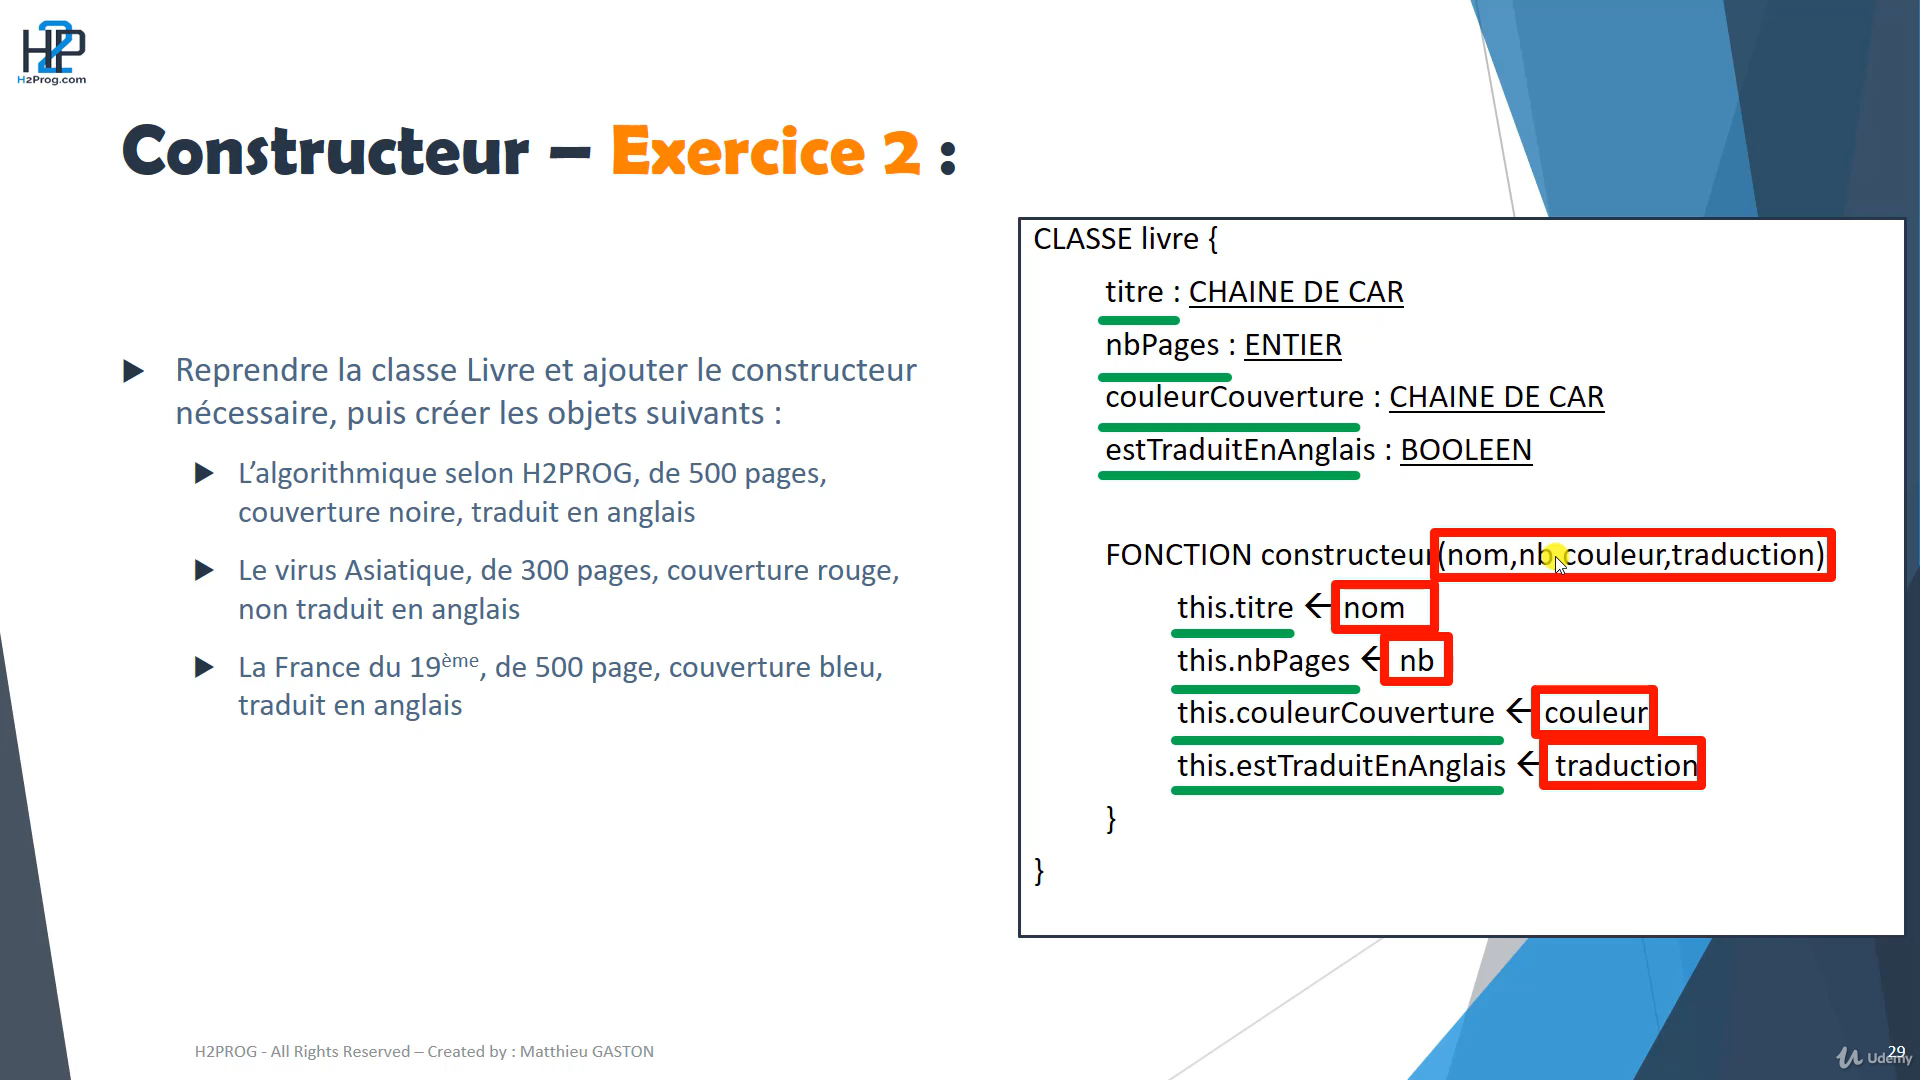 H2P
H2Prog.com
Constructeur – Exercice 2 :
Reprendre la classe Livre et ajouter le constructeur
nécessaire, puis créer les objets suivants :
L’algorithmique selon H2PROG, de 500 pages,
couverture noire, traduit en anglais
Le virus Asiatique, de 300 pages, couverture rouge,
non traduit en anglais
La France du 19ème, de 500 page, couverture bleu,
traduit en anglais
CLASSE livre {
titre : CHAINE DE CAR
nbPages : ENTIER
couleurCouverture : CHAINE DE CAR
estTraduitEnAnglais : BOOLEEN
FONCTION constructeur(nom,nb,couleur,traduction)
this.titre ← nom
this.nbPages ← nb
this.couleurCouverture ← couleur
this.estTraduitEnAnglais ← traduction
}
}
H2PROG - All Rights Reserved – Created by : Matthieu GASTON
29
Udemy